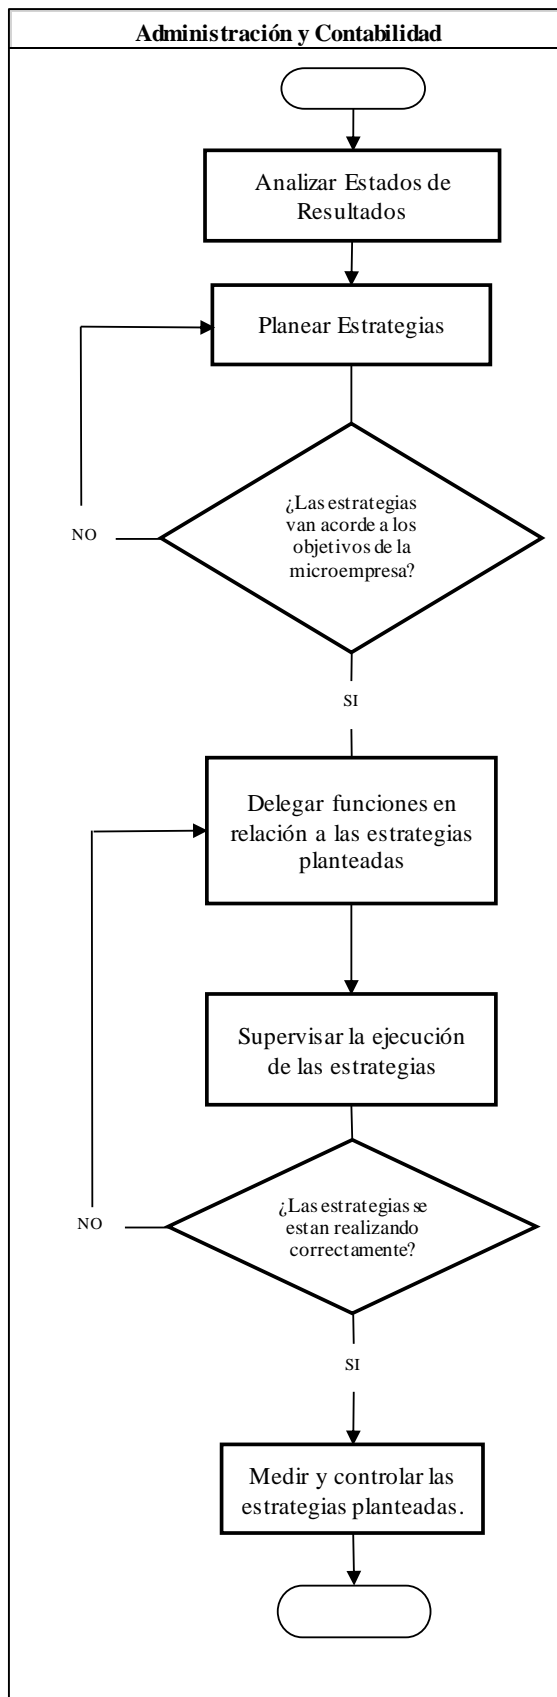 Administración y Contabilidad
Analizar Estados de
Resultados
Planear Estrategias
¿Las estrategias
van acorde a los
objetivos de la
microempresa?
NO
SI
Delegar funciones en
relación a las estrategias
planteadas
Supervisar la ejecución
de las estrategias
¿Las estrategias se
estan realizando
correctamente?
NO
SI
Medir y controlar las
estrategias planteadas.